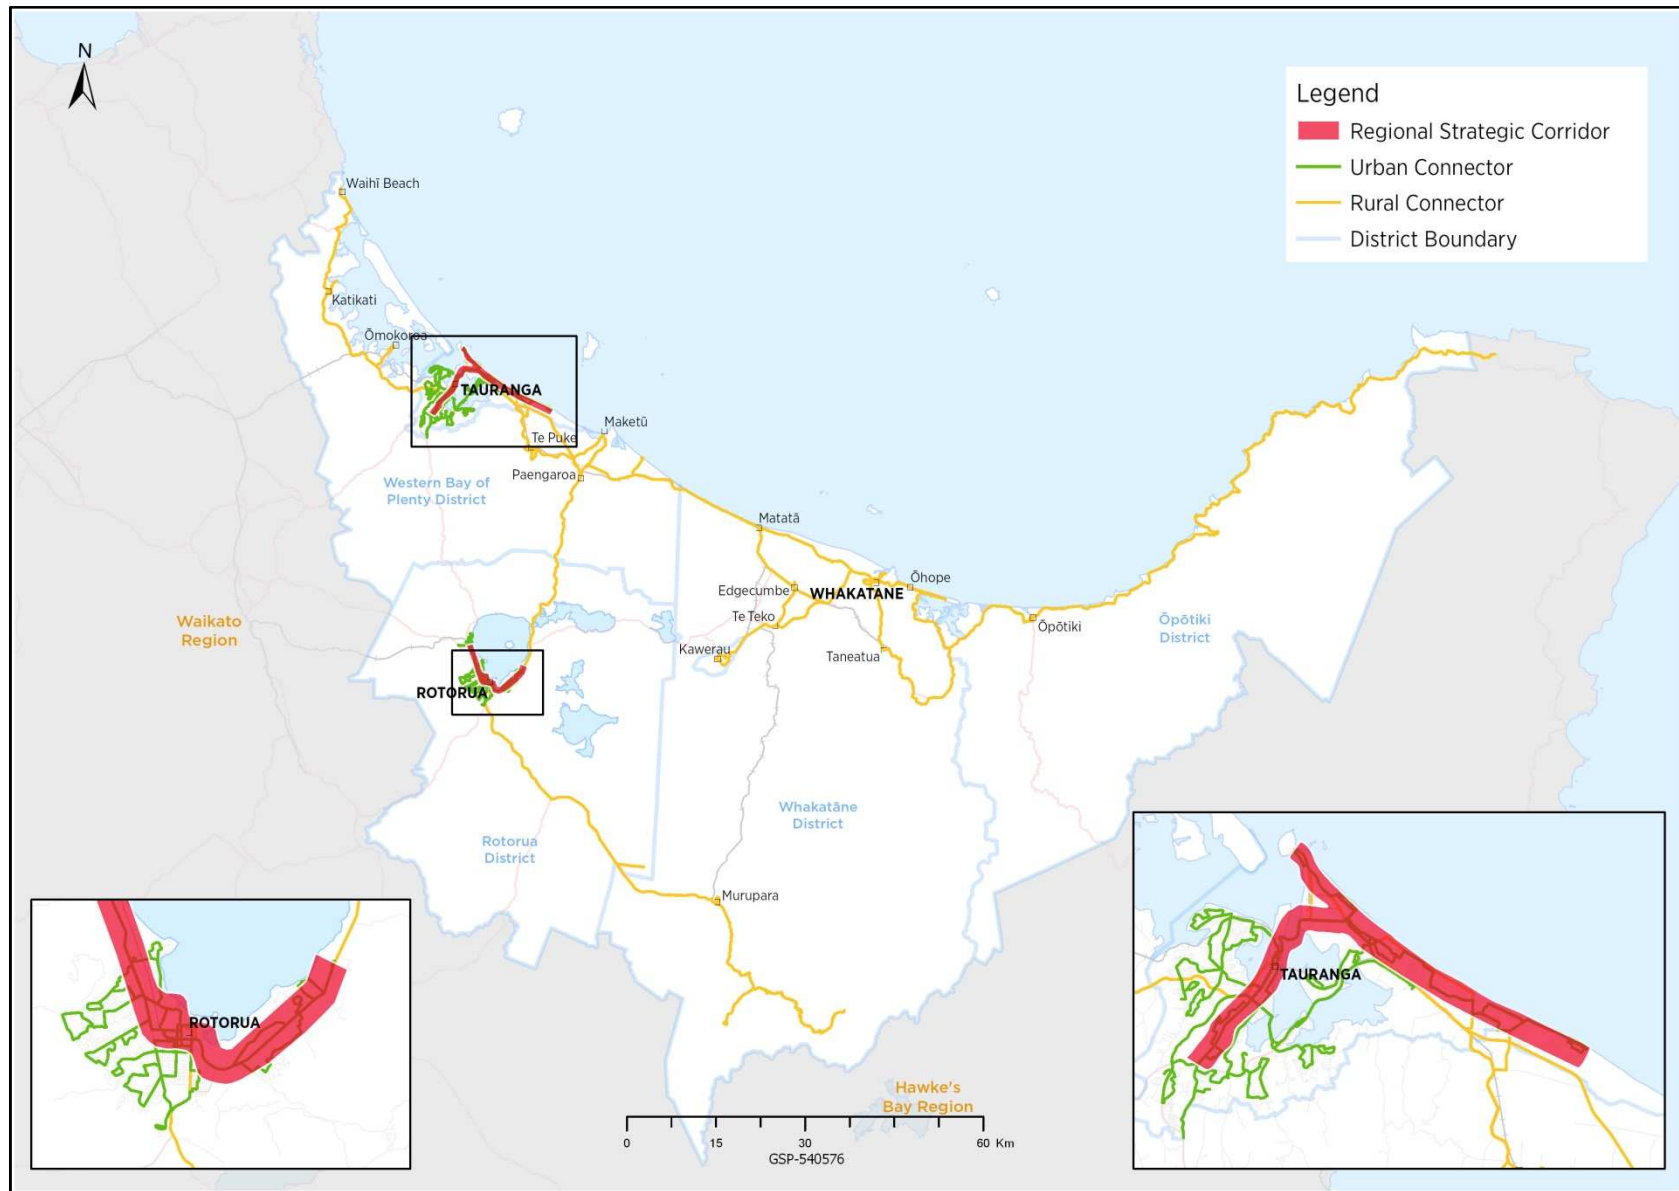 N
Legend
Regional Strategic Corridor
Urban Connector
Rural Connector
District Boundary
Waihī Beach
Katikati
Ōmokoroa
TAURANGA
Maketū
Te Puke
Paengaroa
Western Bay of
Plenty District
Matatā
Edgecumbe
WHAKATĀNE
Ōhope
Te Teko
Ōpōtiki
Ōpōtiki
District
Waikato
Region
Kawerau
Taneatua
ROTORUA
Whakatāne
District
Rotorua
District
Murupara
ROTORUA
TAURANGA
Hawke's
Bay Region
0 15 30 60 Km
GSP-540576